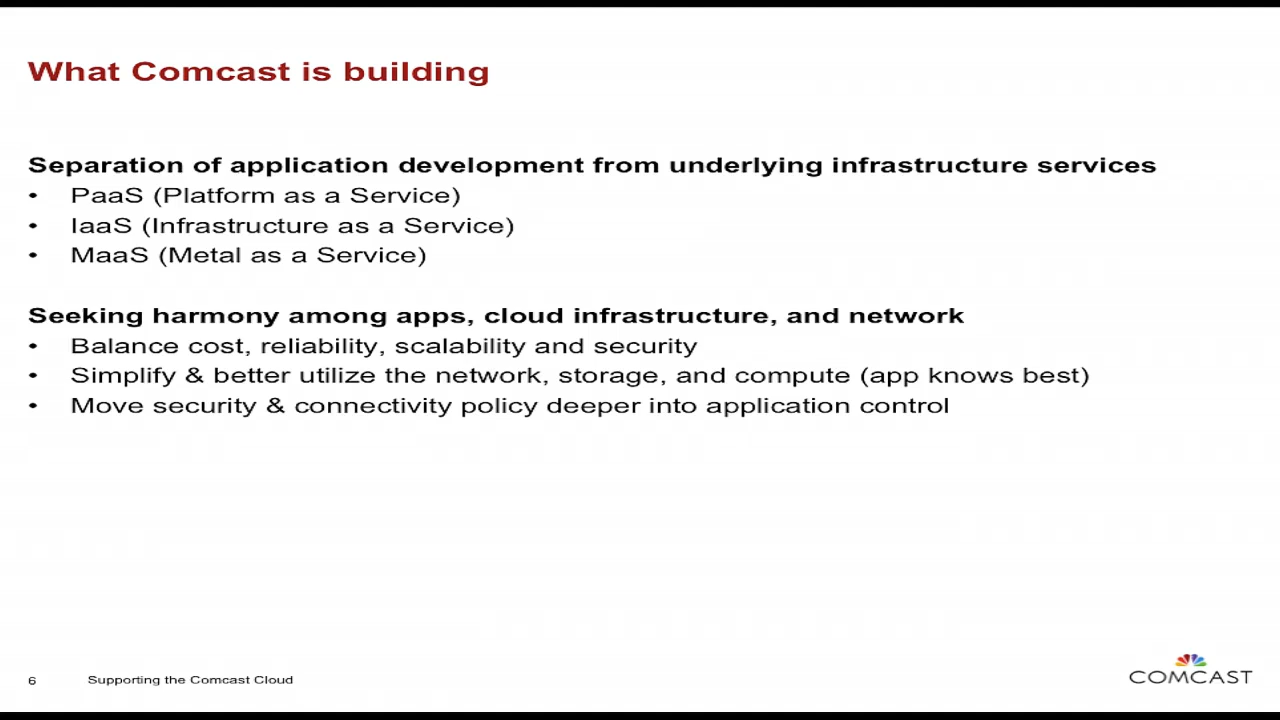 What Comcast is building
Separation of application development from underlying infrastructure services
• PaaS (Platform as a Service)
• IaaS (Infrastructure as a Service)
• MaaS (Metal as a Service)
Seeking harmony among apps, cloud infrastructure, and network
• Balance cost, reliability, scalability and security
• Simplify & better utilize the network, storage, and compute (app knows best)
• Move security & connectivity policy deeper into application control
6 Supporting the Comcast Cloud
COMCAST